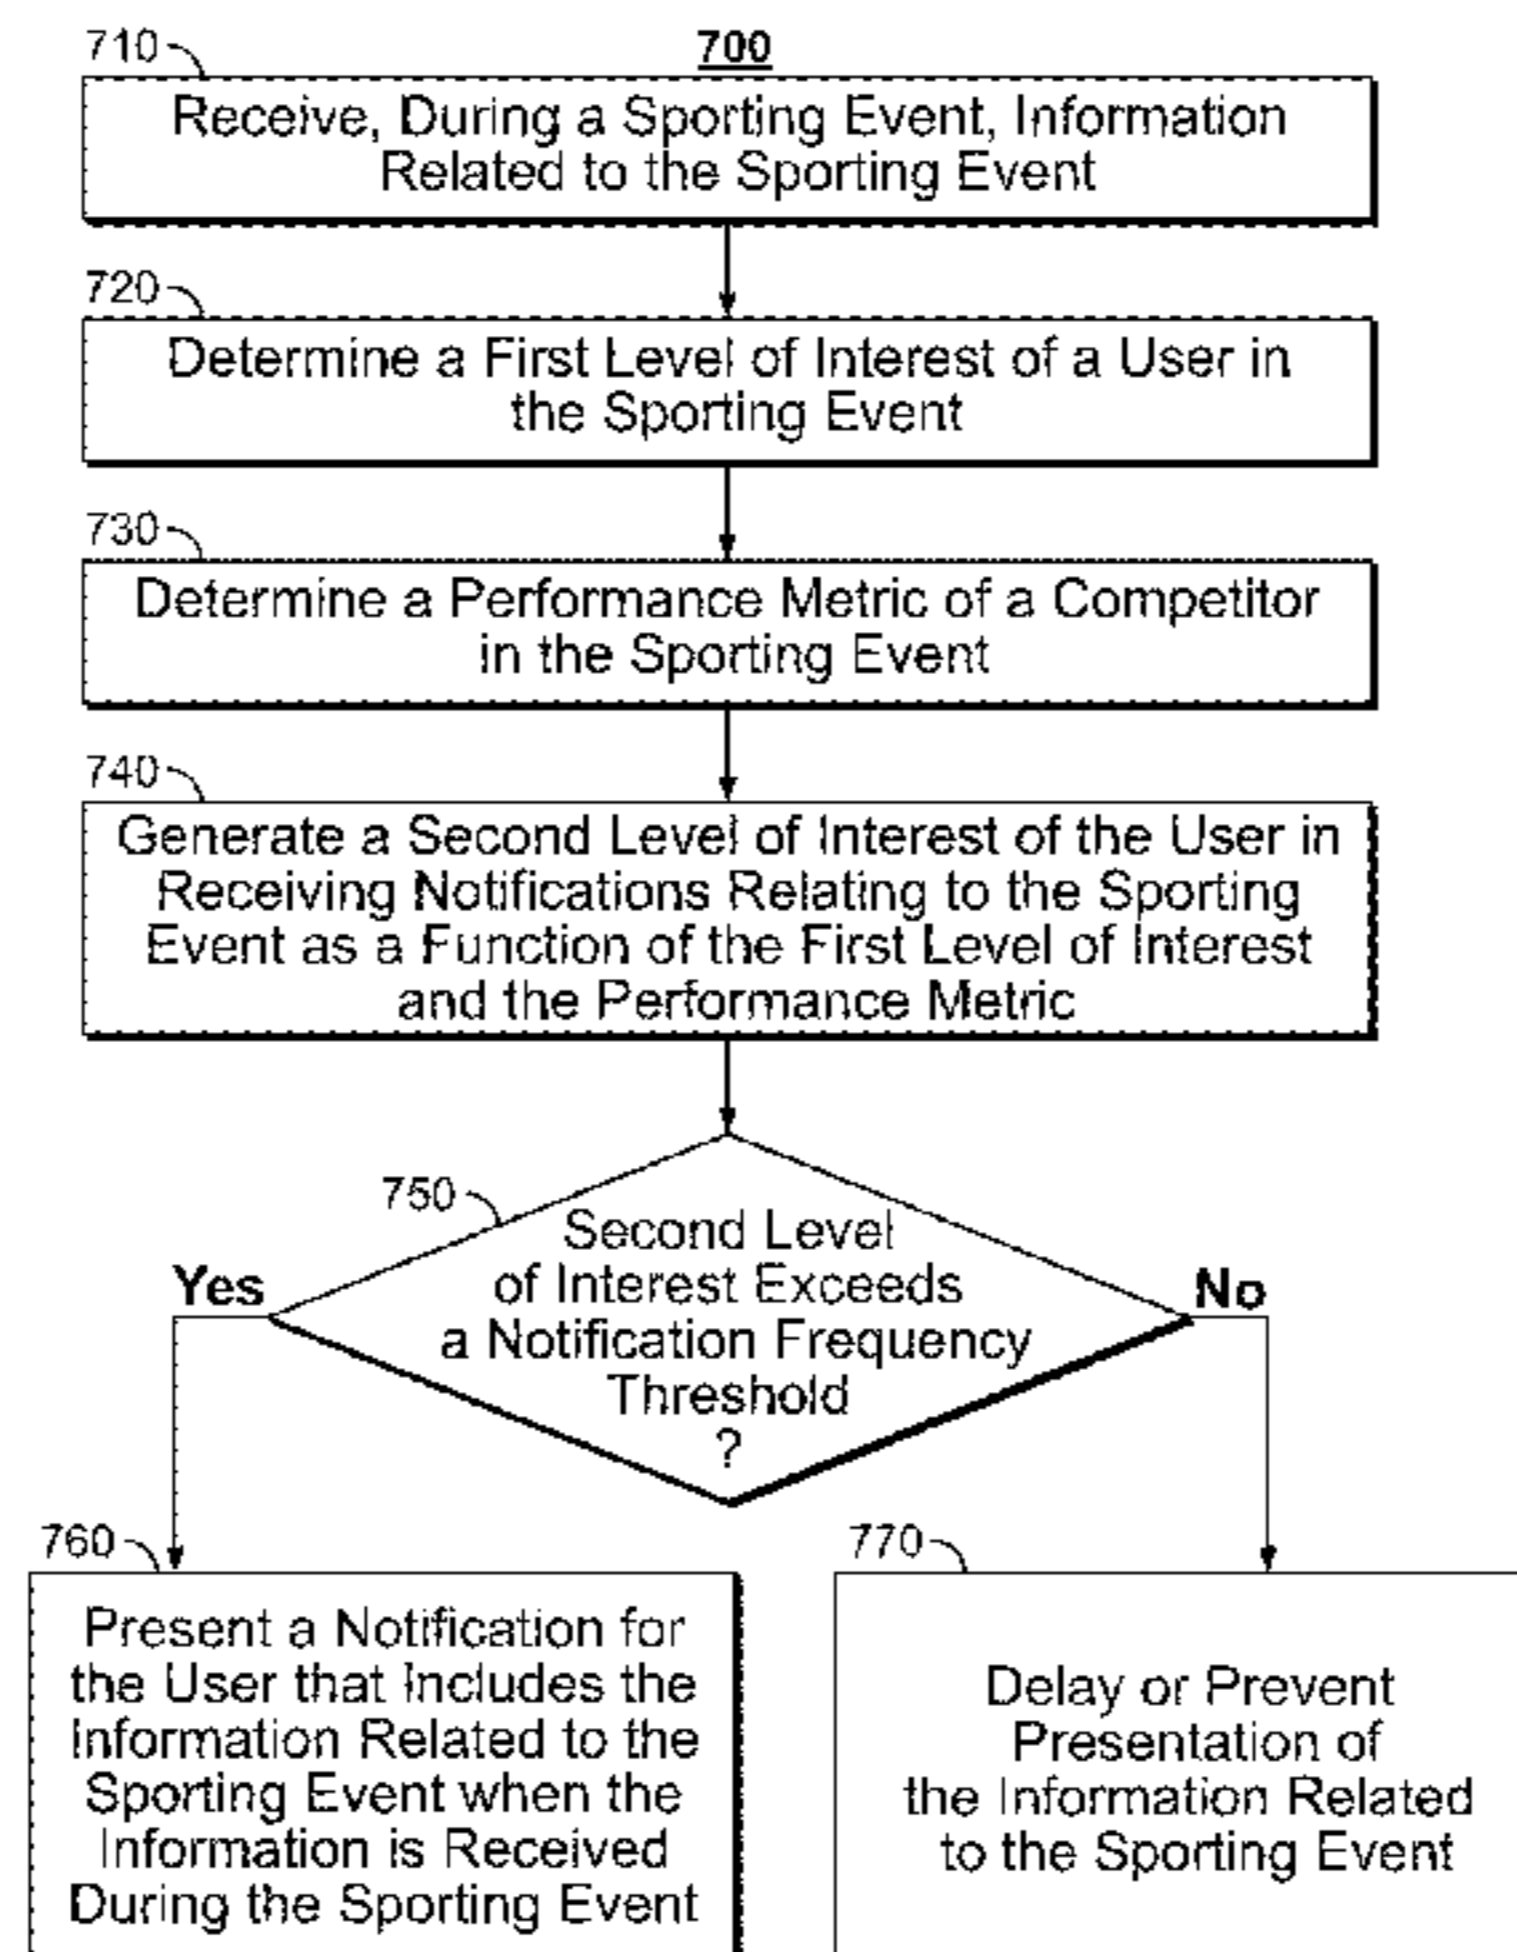 700
710
Receive, During a Sporting Event, Information
Related to the Sporting Event
720
Determine a First Level of Interest of a User in
the Sporting Event
730
Determine a Performance Metric of a Competitor
in the Sporting Event
740
Generate a Second Level of Interest of the User in
Receiving Notifications Relating to the Sporting
Event as a Function of the First Level of Interest
and the Performance Metric
750
Second Level
of Interest Exceeds
a Notification Frequency
Threshold
?
Yes
No
760
Present a Notification for
the User that Includes the
Information Related to the
Sporting Event when the
Information is Received
During the Sporting Event
770
Delay or Prevent
Presentation of
the Information Related
to the Sporting Event